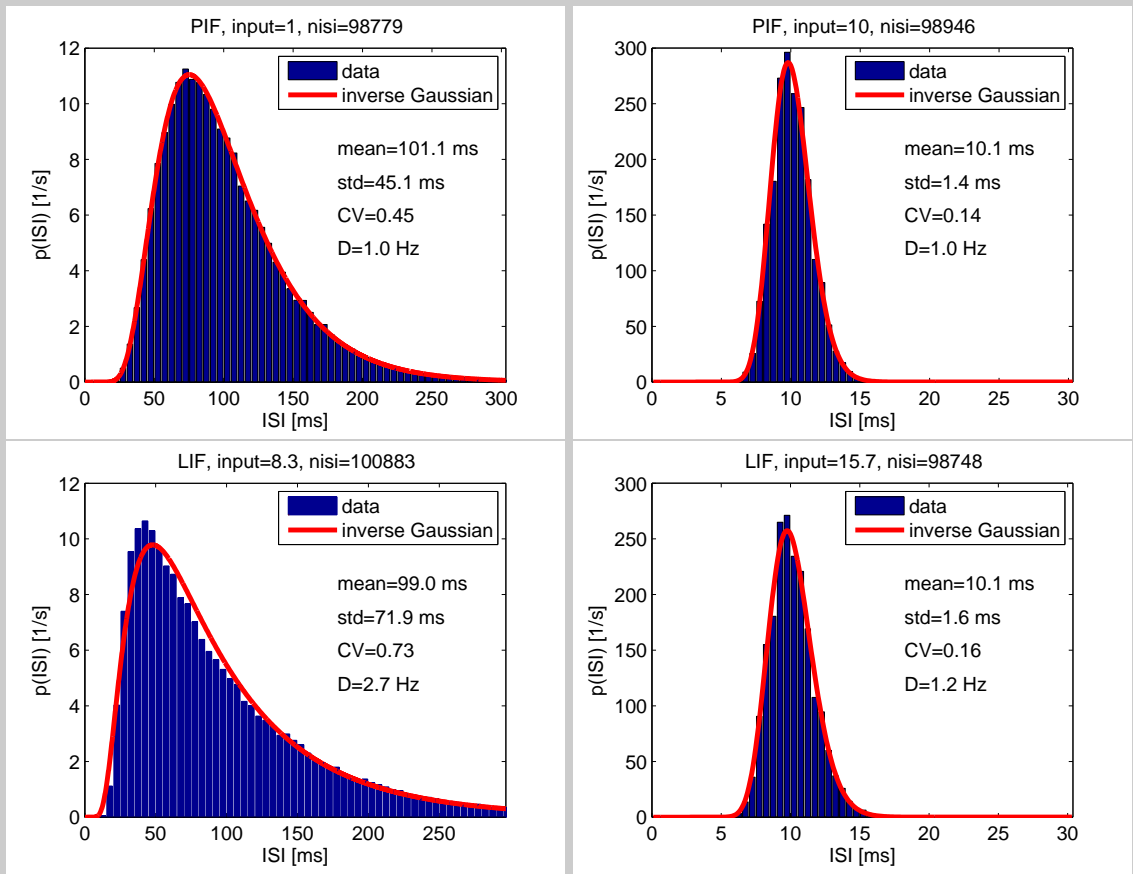 PIF, input=1, nisi=98779
12
10
8
6
4
2
0
p(ISI) [1/s]
data
inverse Gaussian
mean=101.1 ms
std=45.1 ms
CV=0.45
D=1.0 Hz
0 50 100 150 200 250 300
ISI [ms]
PIF, input=10, nisi=98946
300
250
200
150
100
50
0
p(ISI) [1/s]
data
inverse Gaussian
mean=10.1 ms
std=1.4 ms
CV=0.14
D=1.0 Hz
0 5 10 15 20 25 30
ISI [ms]
LIF, input=8.3, nisi=100883
12
10
8
6
4
2
0
p(ISI) [1/s]
data
inverse Gaussian
mean=99.0 ms
std=71.9 ms
CV=0.73
D=2.7 Hz
0 50 100 150 200 250
ISI [ms]
LIF, input=15.7, nisi=98748
300
250
200
150
100
50
0
p(ISI) [1/s]
data
inverse Gaussian
mean=10.1 ms
std=1.6 ms
CV=0.16
D=1.2 Hz
0 5 10 15 20 25 30
ISI [ms]